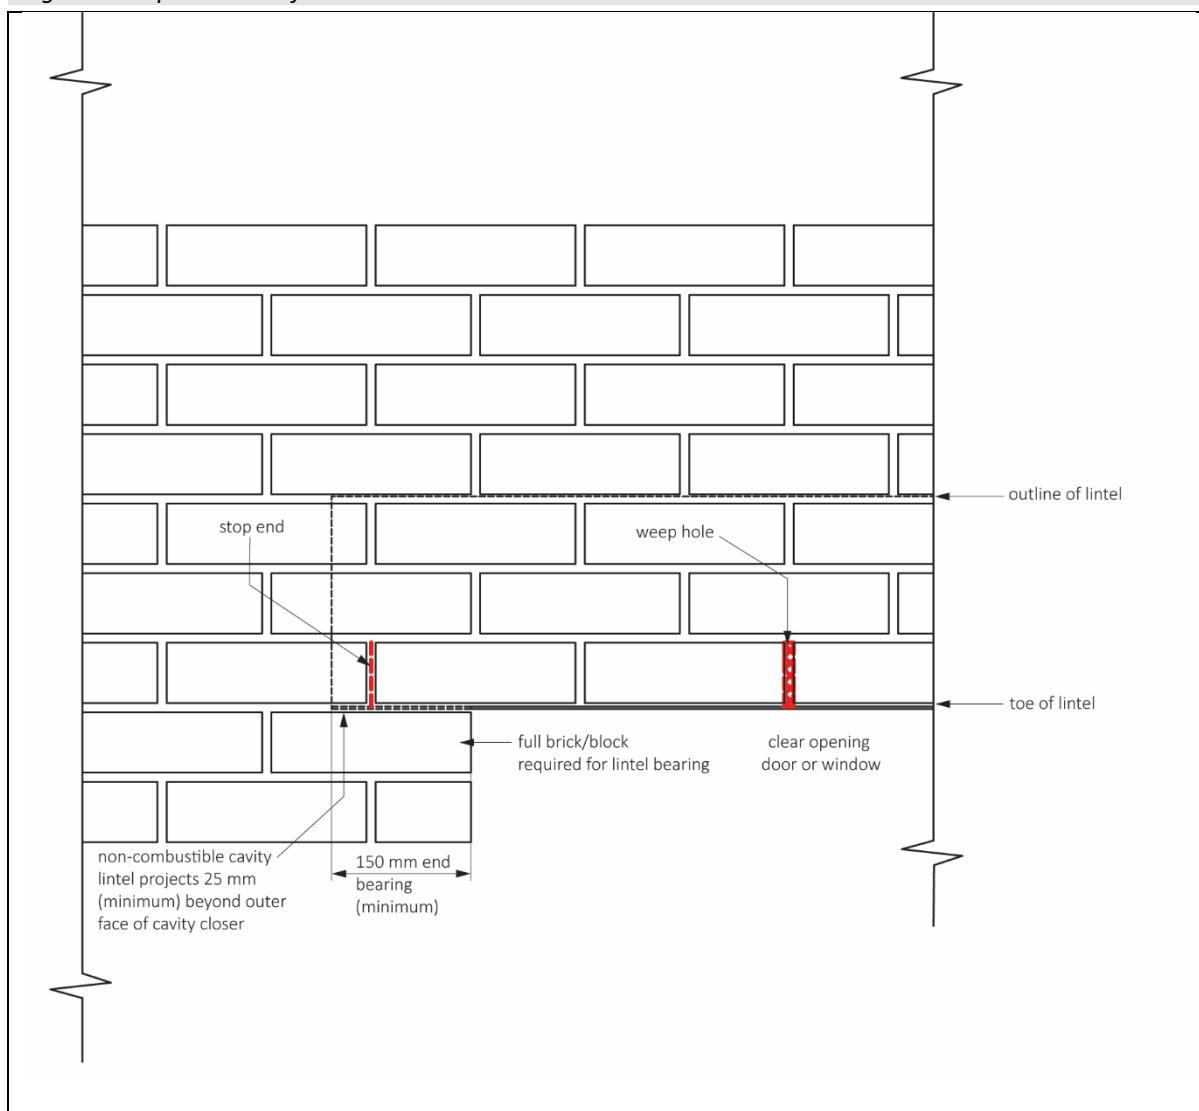 outline of lintel
stop end
weep hole
toe of lintel
full brick/block
required for lintel bearing
clear opening
door or window
non-combustible cavity
lintel projects 25 mm
(minimum) beyond outer
face of cavity closer
150 mm end
bearing
(minimum)